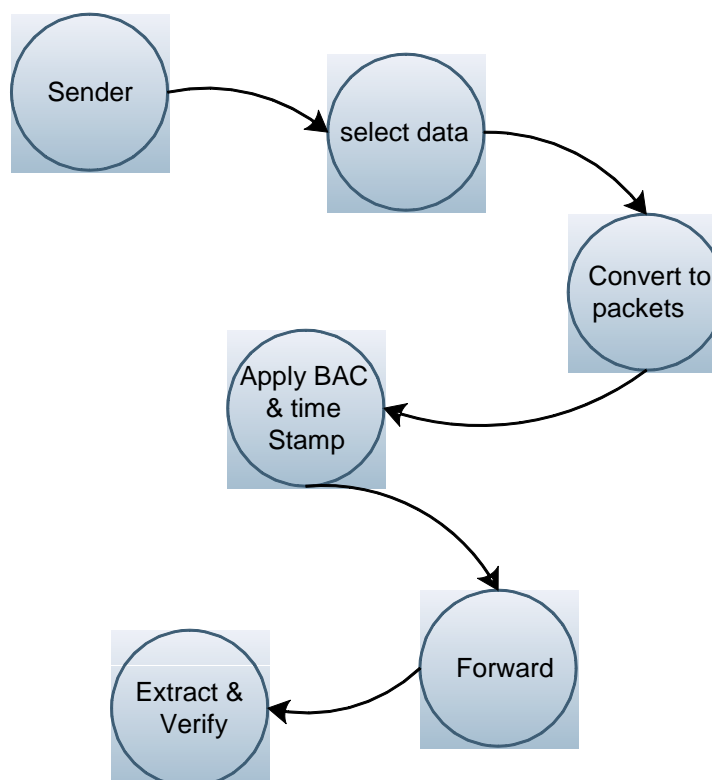 Sender
select data
Convert to
packets
Apply BAC
& time
Stamp
Forward
Extract &
Verify